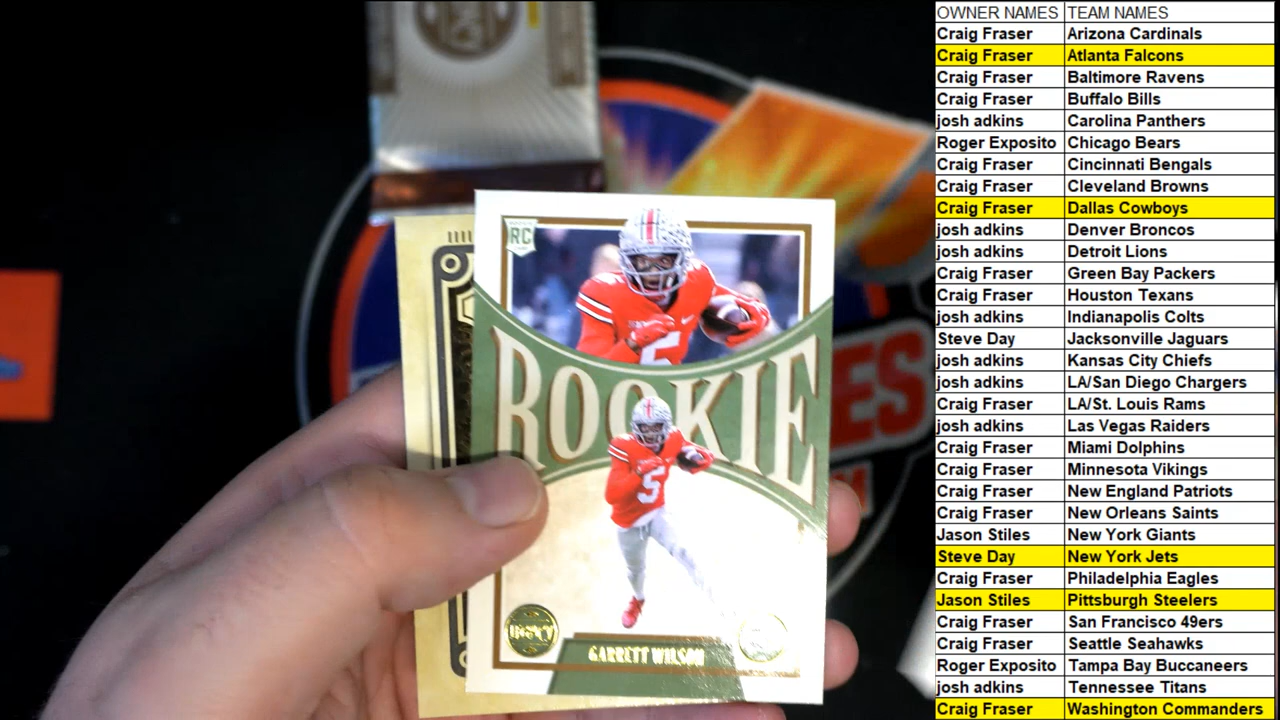 RC
ROOKIE
5
5
LEGACY
GARRETT WILSON
OWNER NAMES TEAM NAMES
Craig Fraser Arizona Cardinals
Craig Fraser Atlanta Falcons
Craig Fraser Baltimore Ravens
Craig Fraser Buffalo Bills
josh adkins Carolina Panthers
Roger Exposito Chicago Bears
Craig Fraser Cincinnati Bengals
Craig Fraser Cleveland Browns
Craig Fraser Dallas Cowboys
josh adkins Denver Broncos
josh adkins Detroit Lions
Craig Fraser Green Bay Packers
Craig Fraser Houston Texans
josh adkins Indianapolis Colts
Steve Day Jacksonville Jaguars
josh adkins Kansas City Chiefs
josh adkins LA/San Diego Chargers
Craig Fraser LA/St. Louis Rams
josh adkins Las Vegas Raiders
Craig Fraser Miami Dolphins
Craig Fraser Minnesota Vikings
Craig Fraser New England Patriots
Craig Fraser New Orleans Saints
Jason Stiles New York Giants
Steve Day New York Jets
Craig Fraser Philadelphia Eagles
Jason Stiles Pittsburgh Steelers
Craig Fraser San Francisco 49ers
Craig Fraser Seattle Seahawks
Roger Exposito Tampa Bay Buccaneers
josh adkins Tennessee Titans
Craig Fraser Washington Commanders